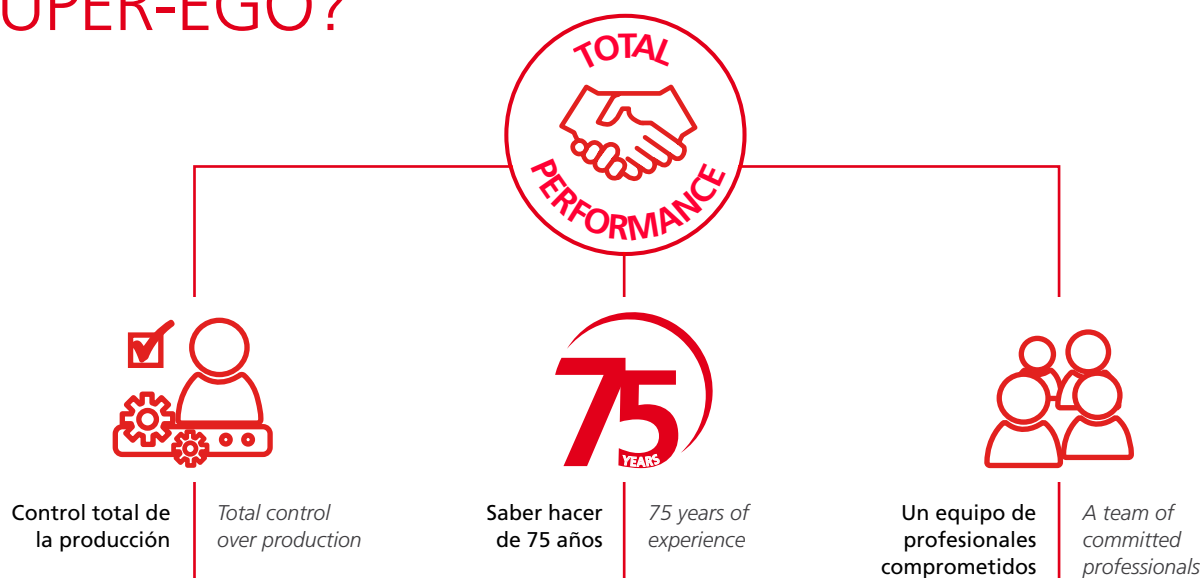 UPER-EGO?
TOTAL
PERFORMANCE
75
YEARS
Control total de
la producción
Total control
over production
Saber hacer
de 75 años
75 years of
experience
Un equipo de
profesionales
comprometidos
A team of
committed
professionals